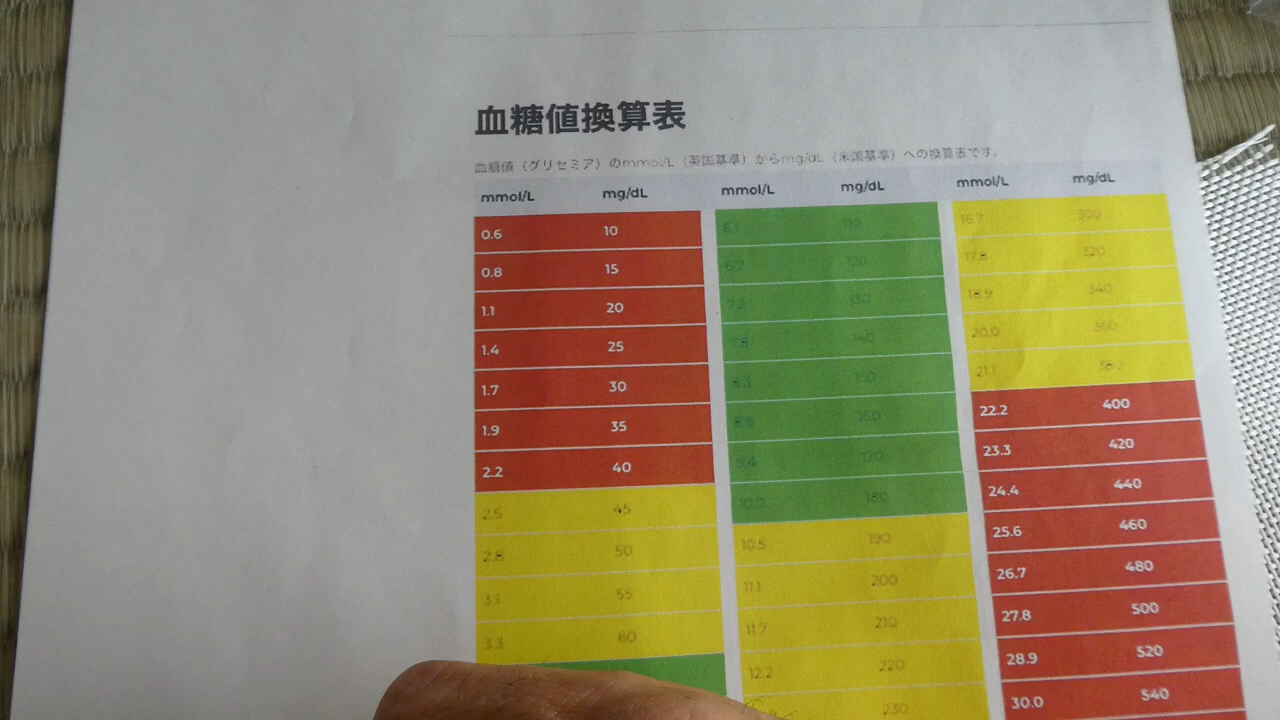 血糖値換算表
血糖値（グリセミア）のmmol/L（英国基準）からmg/dL（米国基準）への換算表です。
mmol/L mg/dL mmol/L mg/dL mmol/L mg/dL
0.6 10 6.1 110 16.7 300
0.8 15 6.7 120 17.8 320
1.1 20 7.2 130 18.9 340
1.4 25 7.8 140 20.0 360
1.7 30 8.3 150 21.1 380
1.9 35 8.9 160 22.2 400
2.2 40 9.4 170 23.3 420
2.5 45 10.0 180 24.4 440
2.8 50 10.5 190 25.6 460
3.1 55 11.1 200 26.7 480
3.3 60 11.7 210 27.8 500
12.2 220 28.9 520
230 30.0 540